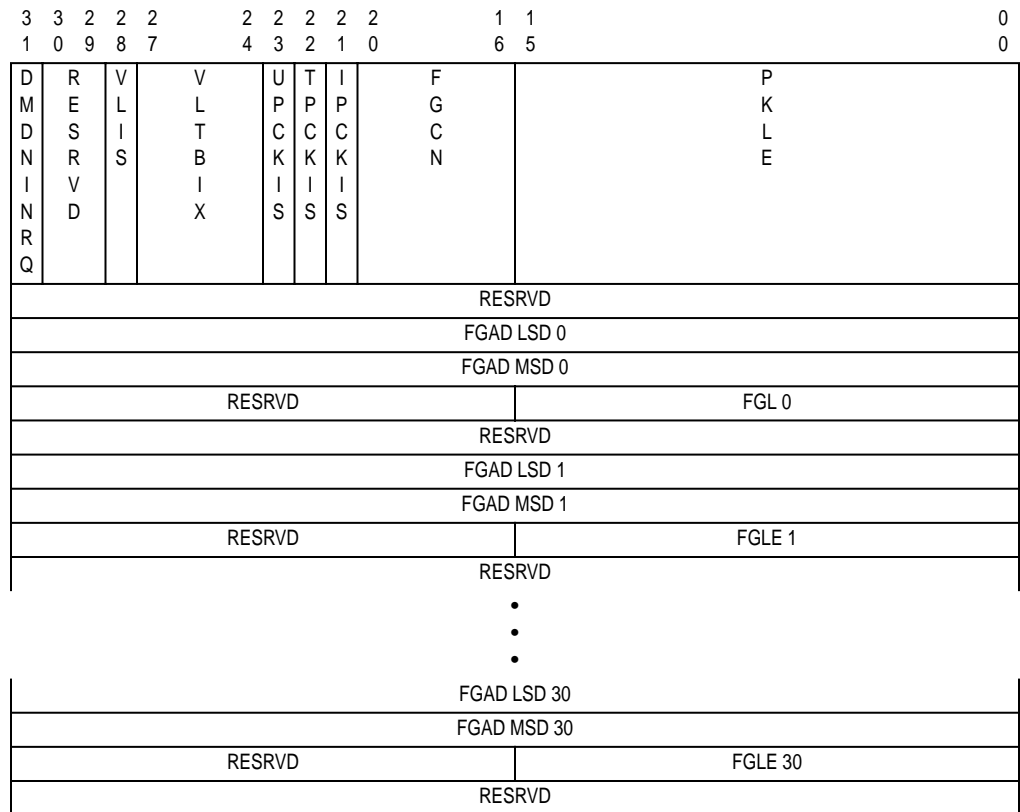 3 3 2 2 2 2 2 2 2 2 1 1 0
1 0 9 8 7 4 3 2 1 0 6 5 0
D R V V U T I F P
M E L L P P P G K
D S I T C C C C L
N R S B K K K N E
I V I I I I
N D X S S S
R
Q
RESRVD
FGAD LSD 0
FGAD MSD 0
RESRVD FGL 0
RESRVD
FGAD LSD 1
FGAD MSD 1
RESRVD FGLE 1
RESRVD
•
•
•
FGAD LSD 30
FGAD MSD 30
RESRVD FGLE 30
RESRVD